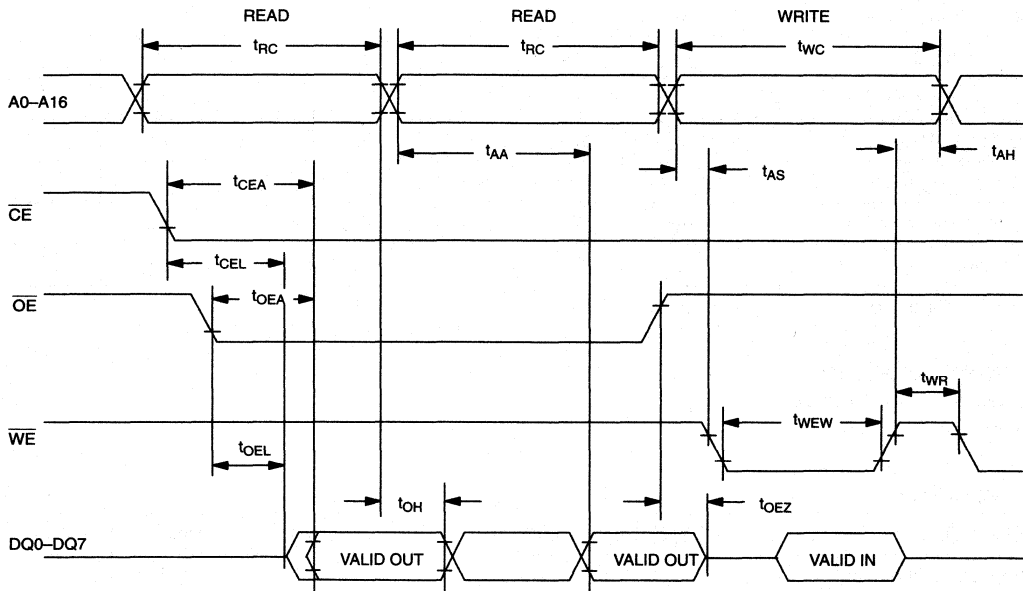 READ READ WRITE
tRC tRC tWC
A0–A16
tAA tAH
tAS
tCEA
CE
tCEL
tOEA
OE
tWR
tWEW
WE
tOEL
tOH tOEZ
DQ0–DQ7
VALID OUT VALID OUT VALID IN